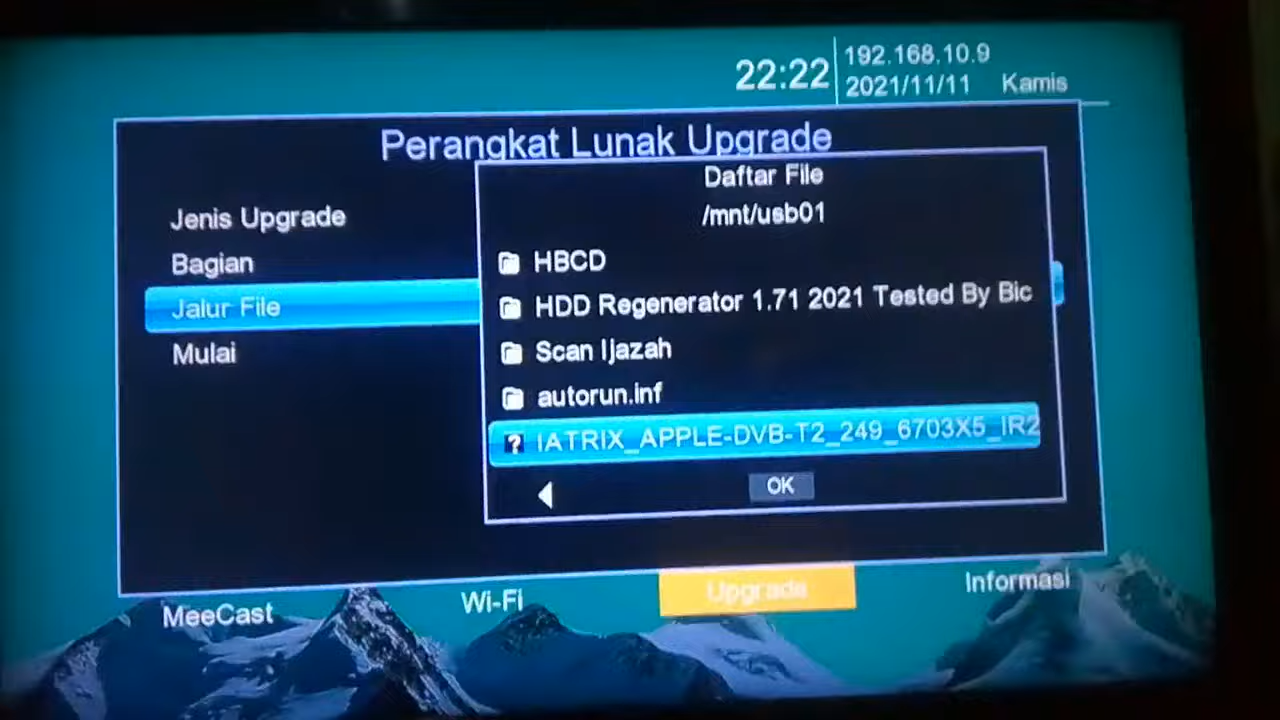 22:22
192.168.10.9
2021/11/11 Kamis
Perangkat Lunak Upgrade
Daftar File
/mnt/usb01
Jenis Upgrade
Bagian
Jalur File
Mulai
HBCD
HDD Regenerator 1.71 2021 Tested By Bic
Scan Ijazah
autorun.inf
IATRIX_APPLE-DVB-T2_249_6703X5_IR2
OK
MeeCast
Wi-Fi
Upgrade
Informasi